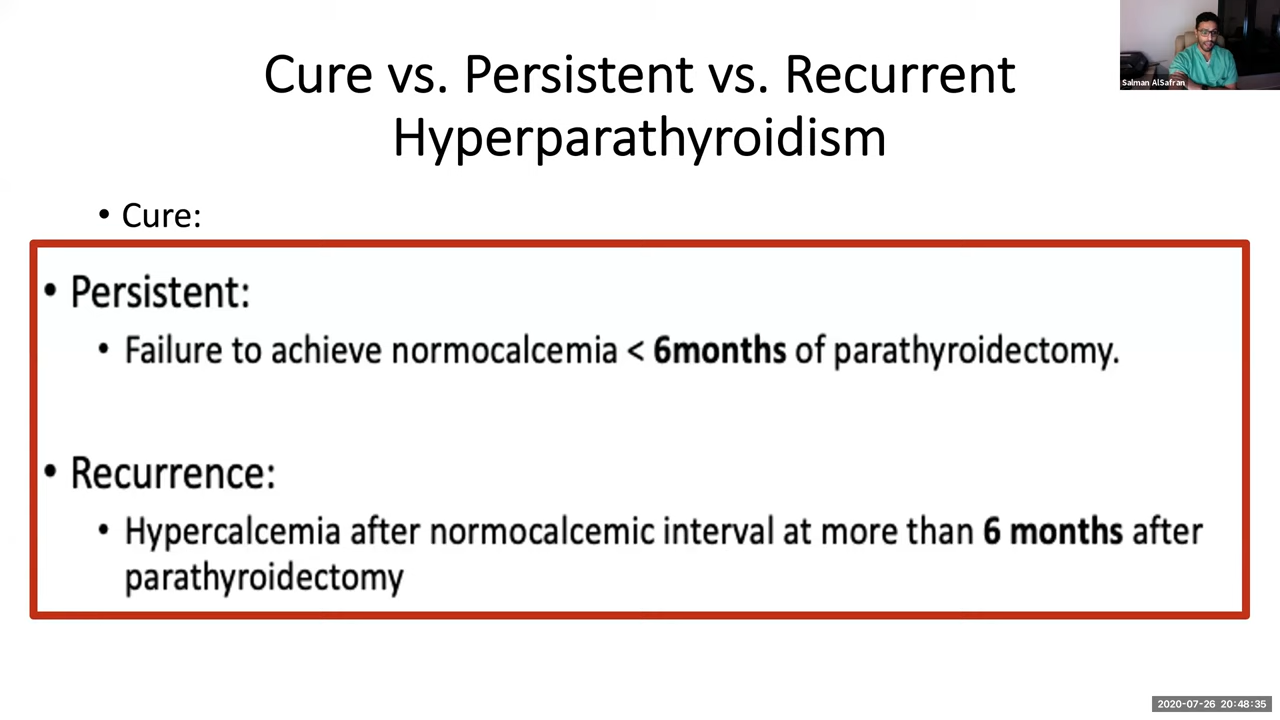 Cure vs. Persistent vs. Recurrent
Hyperparathyroidism
Salman AlSafran
• Cure:
• Persistent:
• Failure to achieve normocalcemia < 6months of parathyroidectomy.
• Recurrence:
• Hypercalcemia after normocalcemic interval at more than 6 months after
parathyroidectomy
2020-07-26 20:48:35